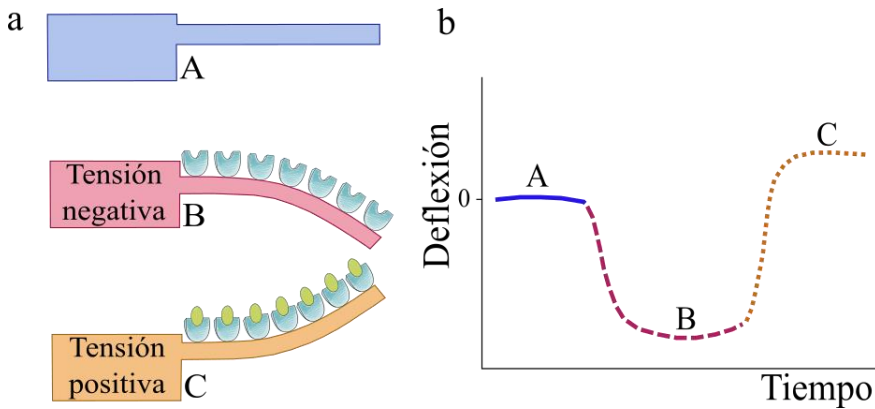 a
A
Tensión
negativa
B
Tensión
positiva
C
b
Deflexión
0
A
B
C
Tiempo